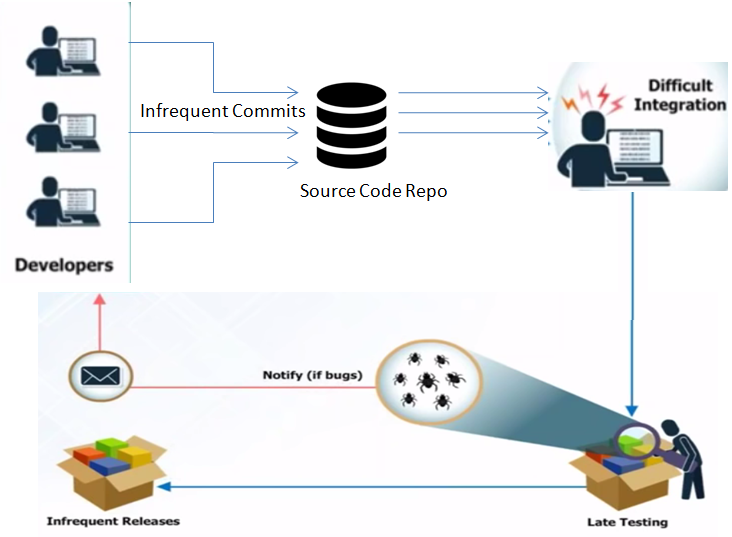 Infrequent Commits
Source Code Repo
Difficult
Integration
Developers
Notify (if bugs)
Infrequent Releases
Late Testing